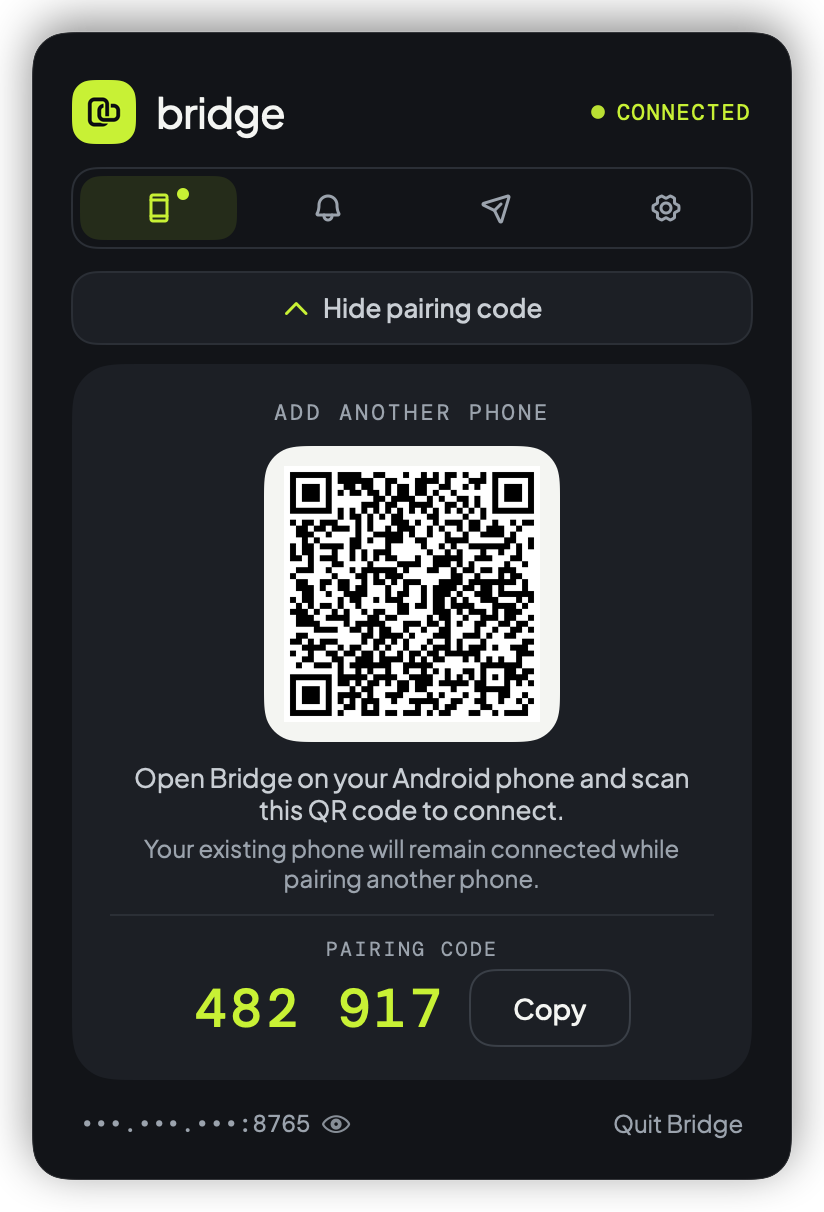 bridge
CONNECTED
Hide pairing code
ADD ANOTHER PHONE
Open Bridge on your Android phone and scan
this QR code to connect.
Your existing phone will remain connected while
pairing another phone.
PAIRING CODE
482 917
Copy
•••.•••.•••:8765
Quit Bridge